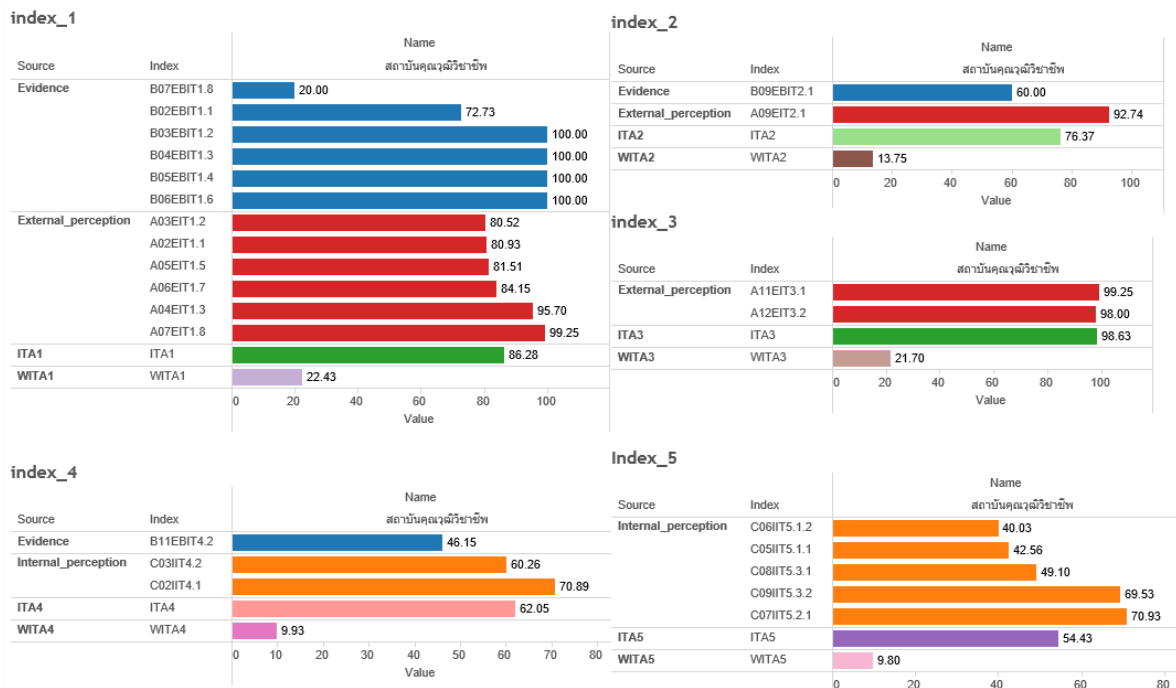 index_1
Name
Source Index สถาบันคุณวุฒิวิชาชีพ
Evidence B07EBIT1.8 20.00
B02EBIT1.1 72.73
B03EBIT1.2 100.00
B04EBIT1.3 100.00
B05EBIT1.4 100.00
B06EBIT1.6 100.00
External_perception A03EIT1.2 80.52
A02EIT1.1 80.93
A05EIT1.5 81.51
A06EIT1.7 84.15
A04EIT1.3 95.70
A07EIT1.8 99.25
ITA1 ITA1 86.28
WITA1 WITA1 22.43
0 20 40 60 80 100
Value
index_2
Name
Source Index สถาบันคุณวุฒิวิชาชีพ
Evidence B09EBIT2.1 60.00
External_perception A09EIT2.1 92.74
ITA2 ITA2 76.37
WITA2 WITA2 13.75
0 20 40 60 80 100
Value
index_3
Name
Source Index สถาบันคุณวุฒิวิชาชีพ
External_perception A11EIT3.1 99.25
A12EIT3.2 98.00
ITA3 ITA3 98.63
WITA3 WITA3 21.70
0 20 40 60 80 100
Value
index_4
Name
Source Index สถาบันคุณวุฒิวิชาชีพ
Evidence B11EBIT4.2 46.15
Internal_perception C03IIT4.2 60.26
C02IIT4.1 70.89
ITA4 ITA4 62.05
WITA4 WITA4 9.93
0 10 20 30 40 50 60 70 80
Value
Index_5
Name
Source Index สถาบันคุณวุฒิวิชาชีพ
Internal_perception C06IIT5.1.2 40.03
C05IIT5.1.1 42.56
C08IIT5.3.1 49.10
C09IIT5.3.2 69.53
C07IIT5.2.1 70.93
ITA5 ITA5 54.43
WITA5 WITA5 9.80
0 20 40 60 80